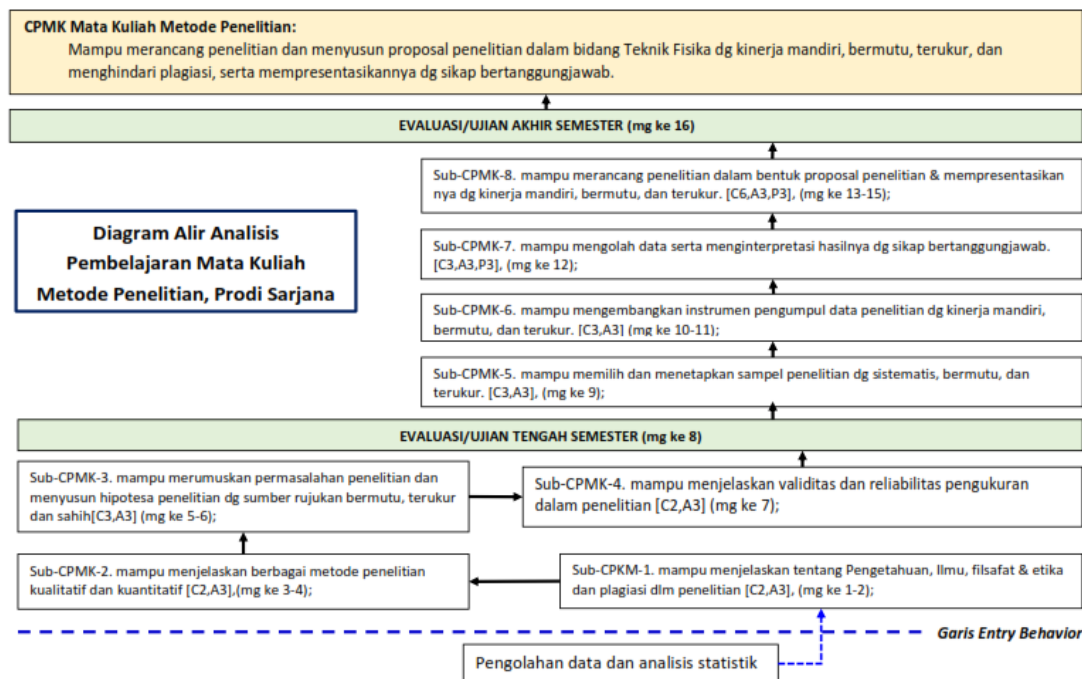 CPMK Mata Kuliah Metode Penelitian:
Mampu merancang penelitian dan menyusun proposal penelitian dalam bidang Teknik Fisika dg kinerja mandiri, bermutu, terukur, dan
menghindari plagiasi, serta mempresentasikannya dg sikap bertanggungjawab.
EVALUASI/UJIAN AKHIR SEMESTER (mg ke 16)
Sub-CPMK-8. mampu merancang penelitian dalam bentuk proposal penelitian & mempresentasikan
nya dg kinerja mandiri, bermutu, dan terukur. [C6,A3,P3], (mg ke 13-15);
Diagram Alir Analisis
Pembelajaran Mata Kuliah
Metode Penelitian, Prodi Sarjana
Sub-CPMK-7. mampu mengolah data serta menginterpretasi hasilnya dg sikap bertanggungjawab.
[C3,A3,P3], (mg ke 12);
Sub-CPMK-6. mampu mengembangkan instrumen pengumpul data penelitian dg kinerja mandiri,
bermutu, dan terukur. [C3,A3] (mg ke 10-11);
Sub-CPMK-5. mampu memilih dan menetapkan sampel penelitian dg sistematis, bermutu, dan
terukur. [C3,A3], (mg ke 9);
EVALUASI/UJIAN TENGAH SEMESTER (mg ke 8)
Sub-CPMK-3. mampu merumuskan permasalahan penelitian dan
menyusun hipotesa penelitian dg sumber rujukan bermutu, terukur
dan sahih[C3,A3] (mg ke 5-6);
Sub-CPMK-4. mampu menjelaskan validitas dan reliabilitas pengukuran
dalam penelitian [C2,A3] (mg ke 7);
Sub-CPMK-2. mampu menjelaskan berbagai metode penelitian
kualitatif dan kuantitatif [C2,A3],(mg ke 3-4);
Sub-CPKM-1. mampu menjelaskan tentang Pengetahuan, Ilmu, filsafat & etika
dan plagiasi dlm penelitian [C2,A3], (mg ke 1-2);
Garis Entry Behavior
Pengolahan data dan analisis statistik